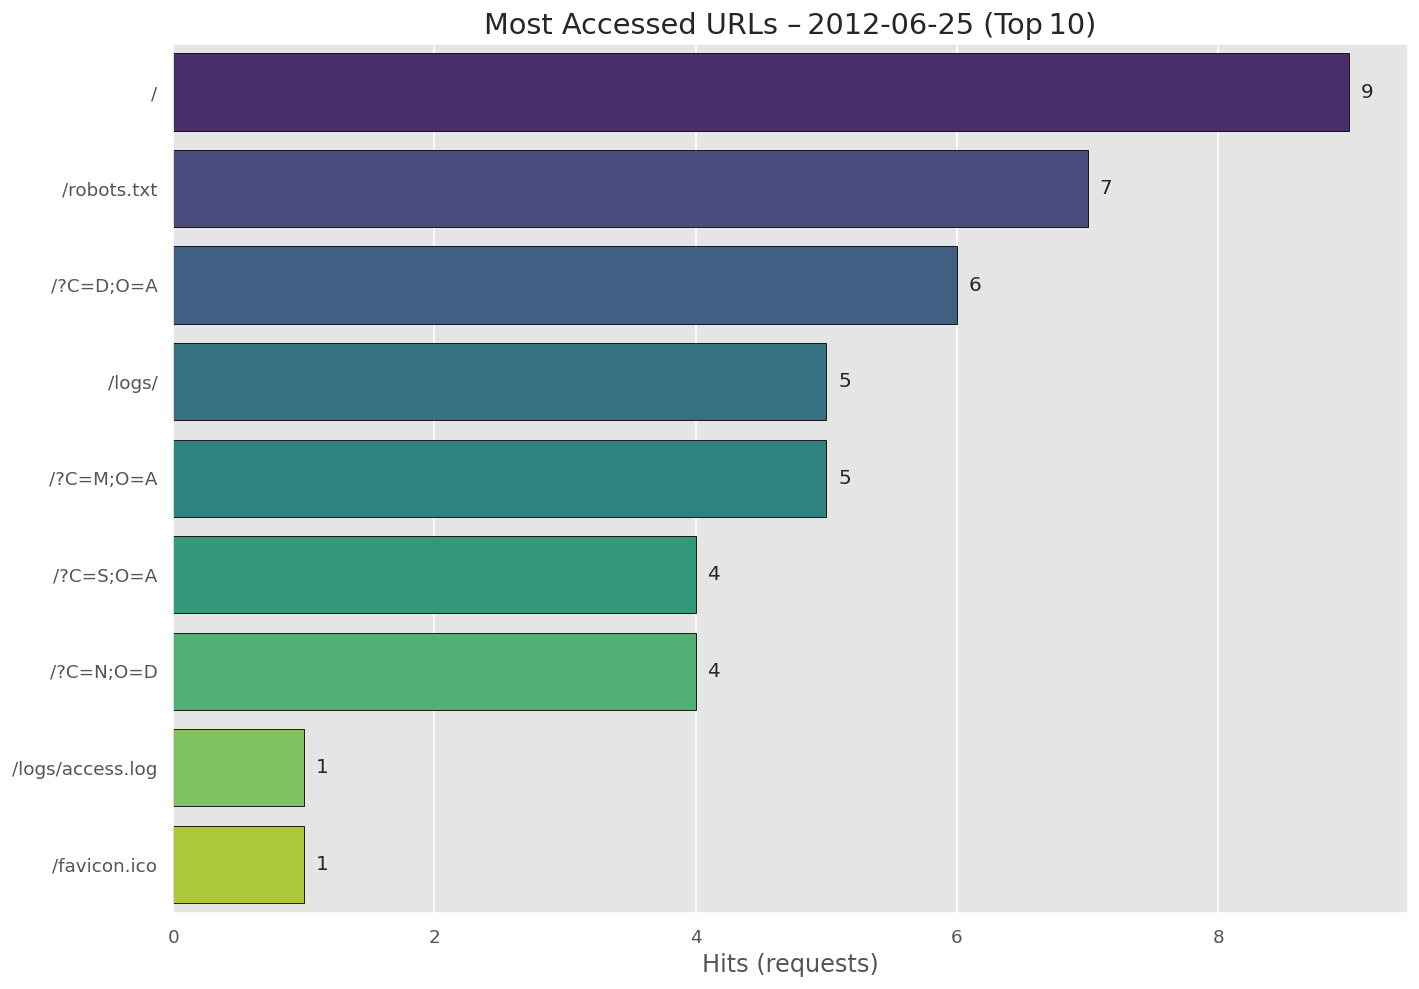 Most Accessed URLs – 2012-06-25 (Top 10)
/
9
/robots.txt
7
/?C=D;O=A
6
/logs/
5
/?C=M;O=A
5
/?C=S;O=A
4
/?C=N;O=D
4
/logs/access.log
1
/favicon.ico
1
0 2 4 6 8
Hits (requests)